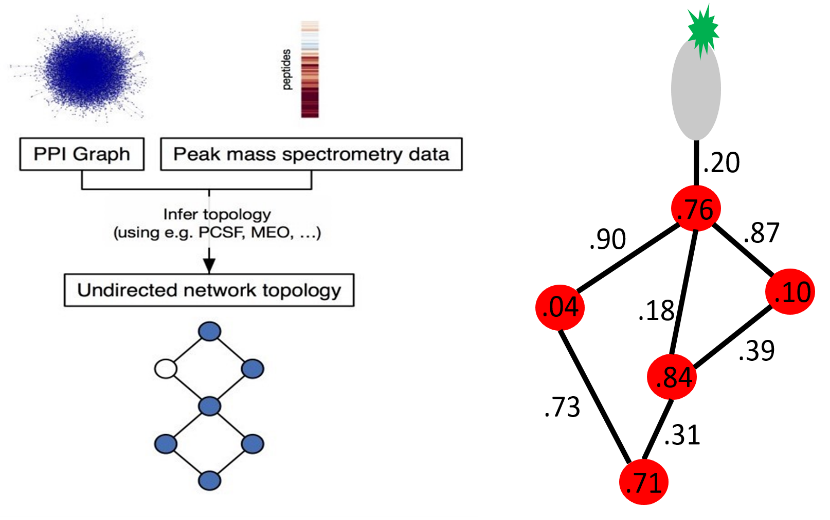 peptides
PPI Graph
Peak mass spectrometry data
Infer topology
(using e.g. PCSF, MEO, ...)
Undirected network topology
.20
.76
.90
.87
.04
.18
.10
.39
.84
.73
.31
.71